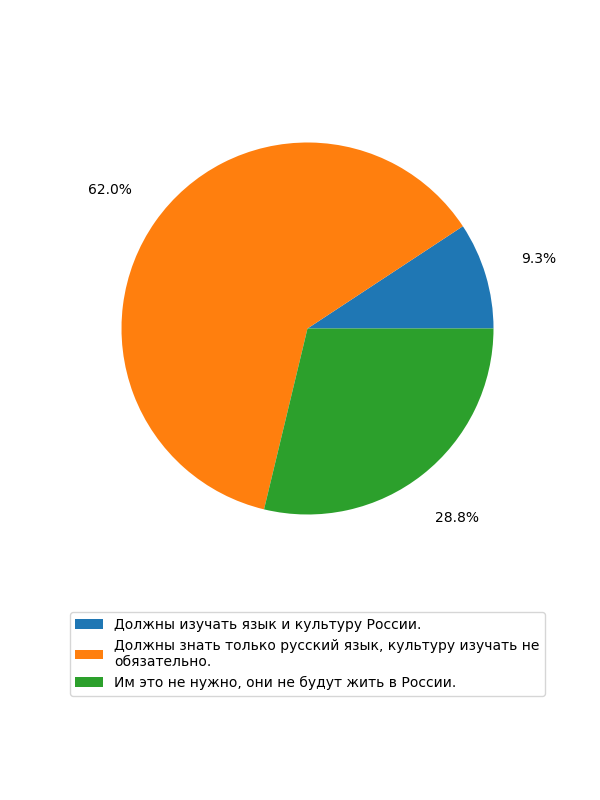 62.0%
9.3%
28.8%
Должны изучать язык и культуру России.
Должны знать только русский язык, культуру изучать не
обязательно.
Им это не нужно, они не будут жить в России.